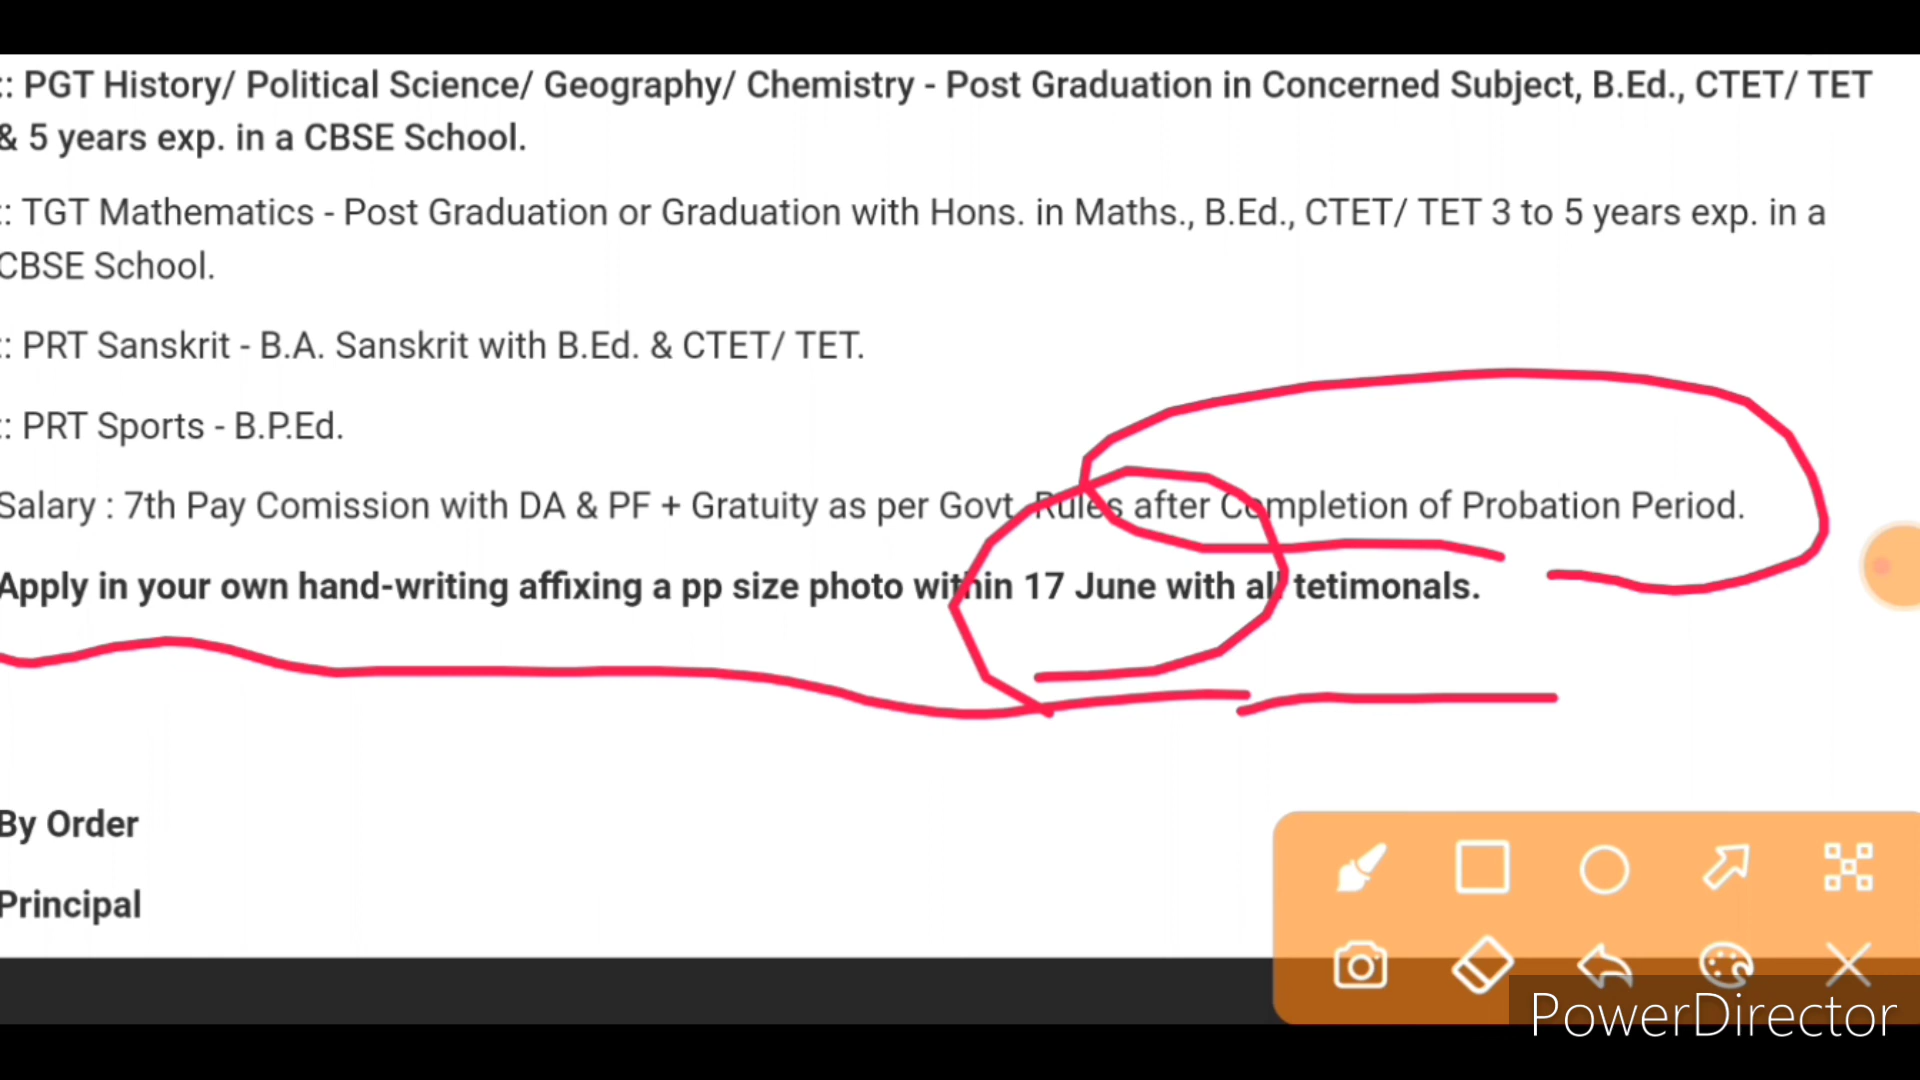 :: PGT History/ Political Science/ Geography/ Chemistry - Post Graduation in Concerned Subject, B.Ed., CTET/ TET
& 5 years exp. in a CBSE School.
:: TGT Mathematics - Post Graduation or Graduation with Hons. in Maths., B.Ed., CTET/ TET 3 to 5 years exp. in a
CBSE School.
:: PRT Sanskrit - B.A. Sanskrit with B.Ed. & CTET/ TET.
:: PRT Sports - B.P.Ed.
Salary : 7th Pay Comission with DA & PF + Gratuity as per Govt. Rules after Completion of Probation Period.
Apply in your own hand-writing affixing a pp size photo within 17 June with all tetimonals.
By Order
Principal
PowerDirector